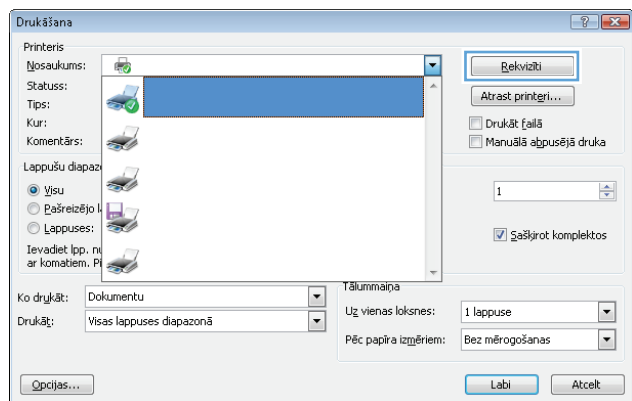 Drukāšana
Printeris
Nosaukums:
Rekvizīti
Statuss:
Tips:
Atrast printeri...
Kur:
Drukāt failā
Komentārs:
Manuālā abpusējā druka
Lappušu diapazo
Visu
1
Pašreizējo l
Lappuses:
Sašķirot komplektos
Ievadiet lpp. nu
ar komatiem. Pi
Tālummaiņa
Ko drukāt: Dokumentu
Uz vienas loksnes: 1 lappuse
Drukāt: Visas lappuses diapazonā
Pēc papīra izmēriem: Bez mērogošanas
Opcijas...
Labi
Atcelt